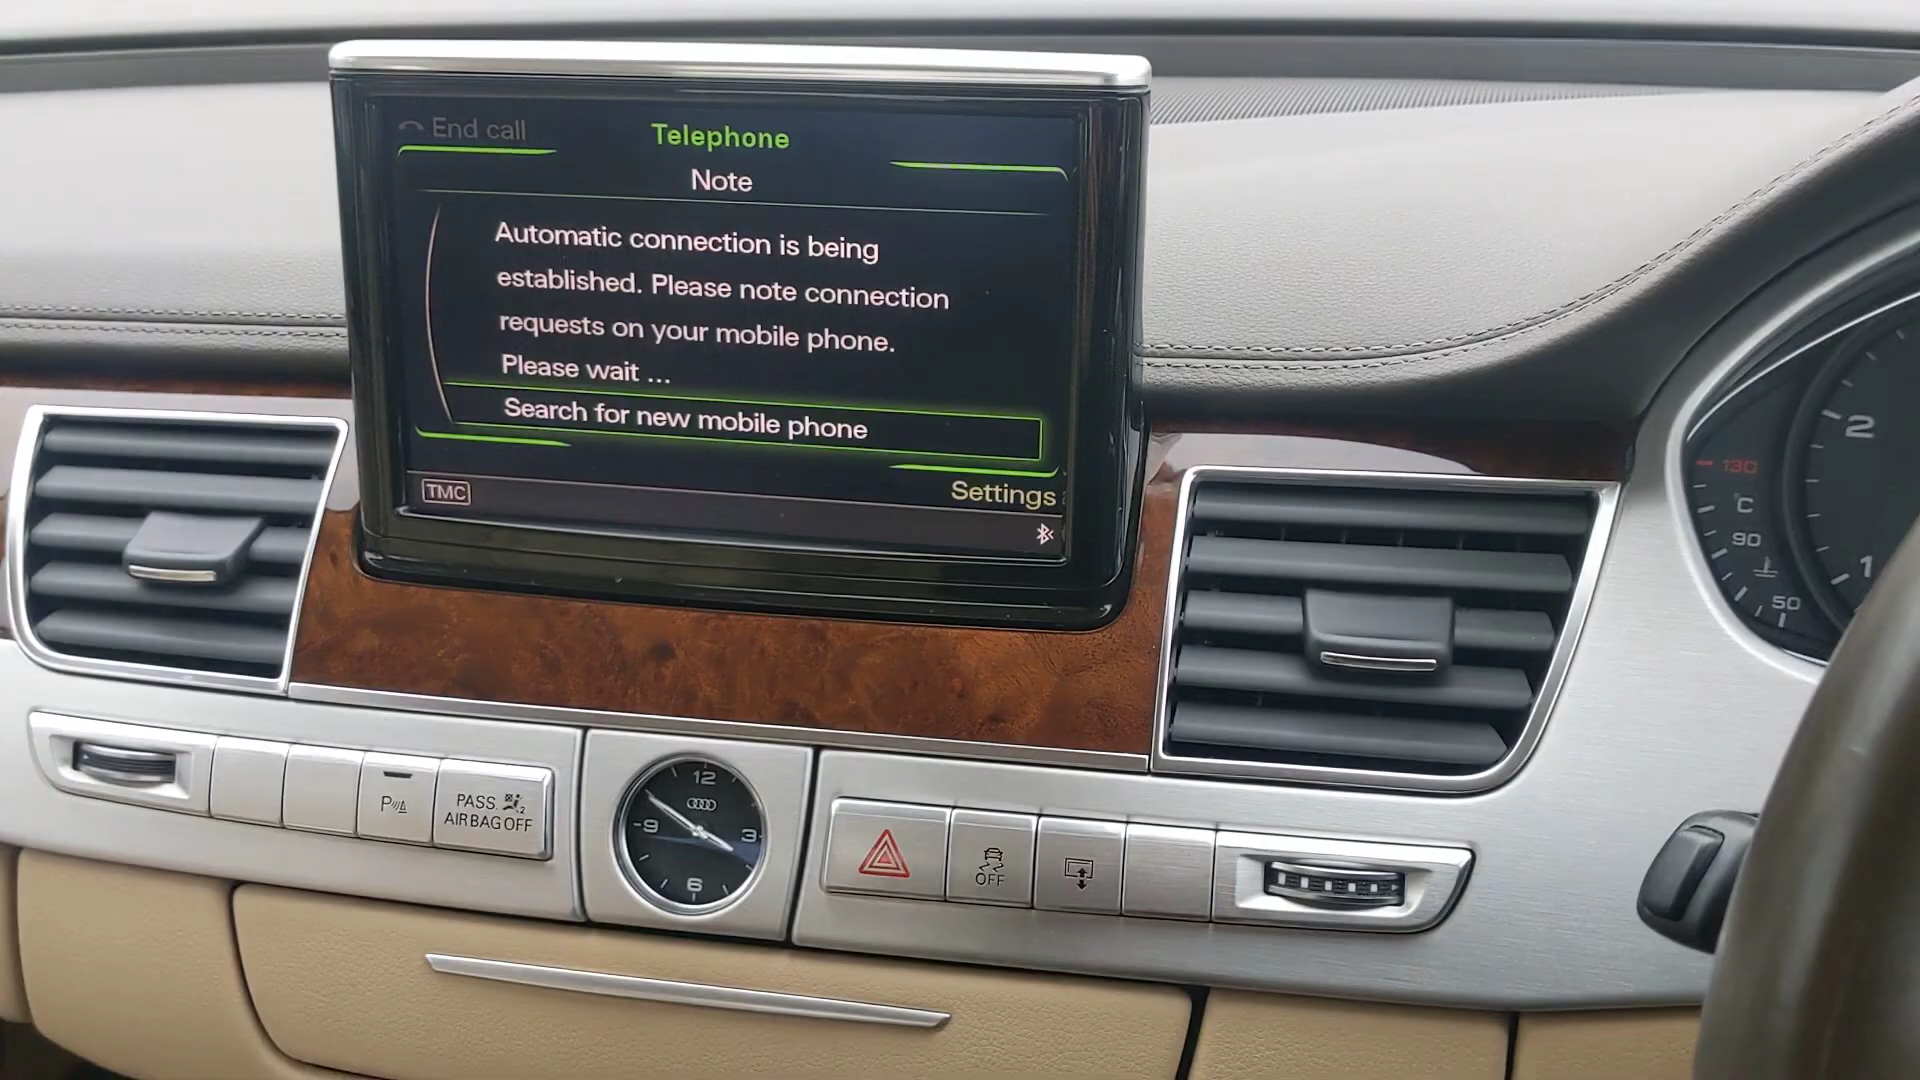 End call
Telephone
Note
Automatic connection is being
established. Please note connection
requests on your mobile phone.
Please wait ...
Search for new mobile phone
TMC
Settings
130
°C
90
50
2
1
P
PASS.
AIRBAG OFF
12
9
3
6
OFF